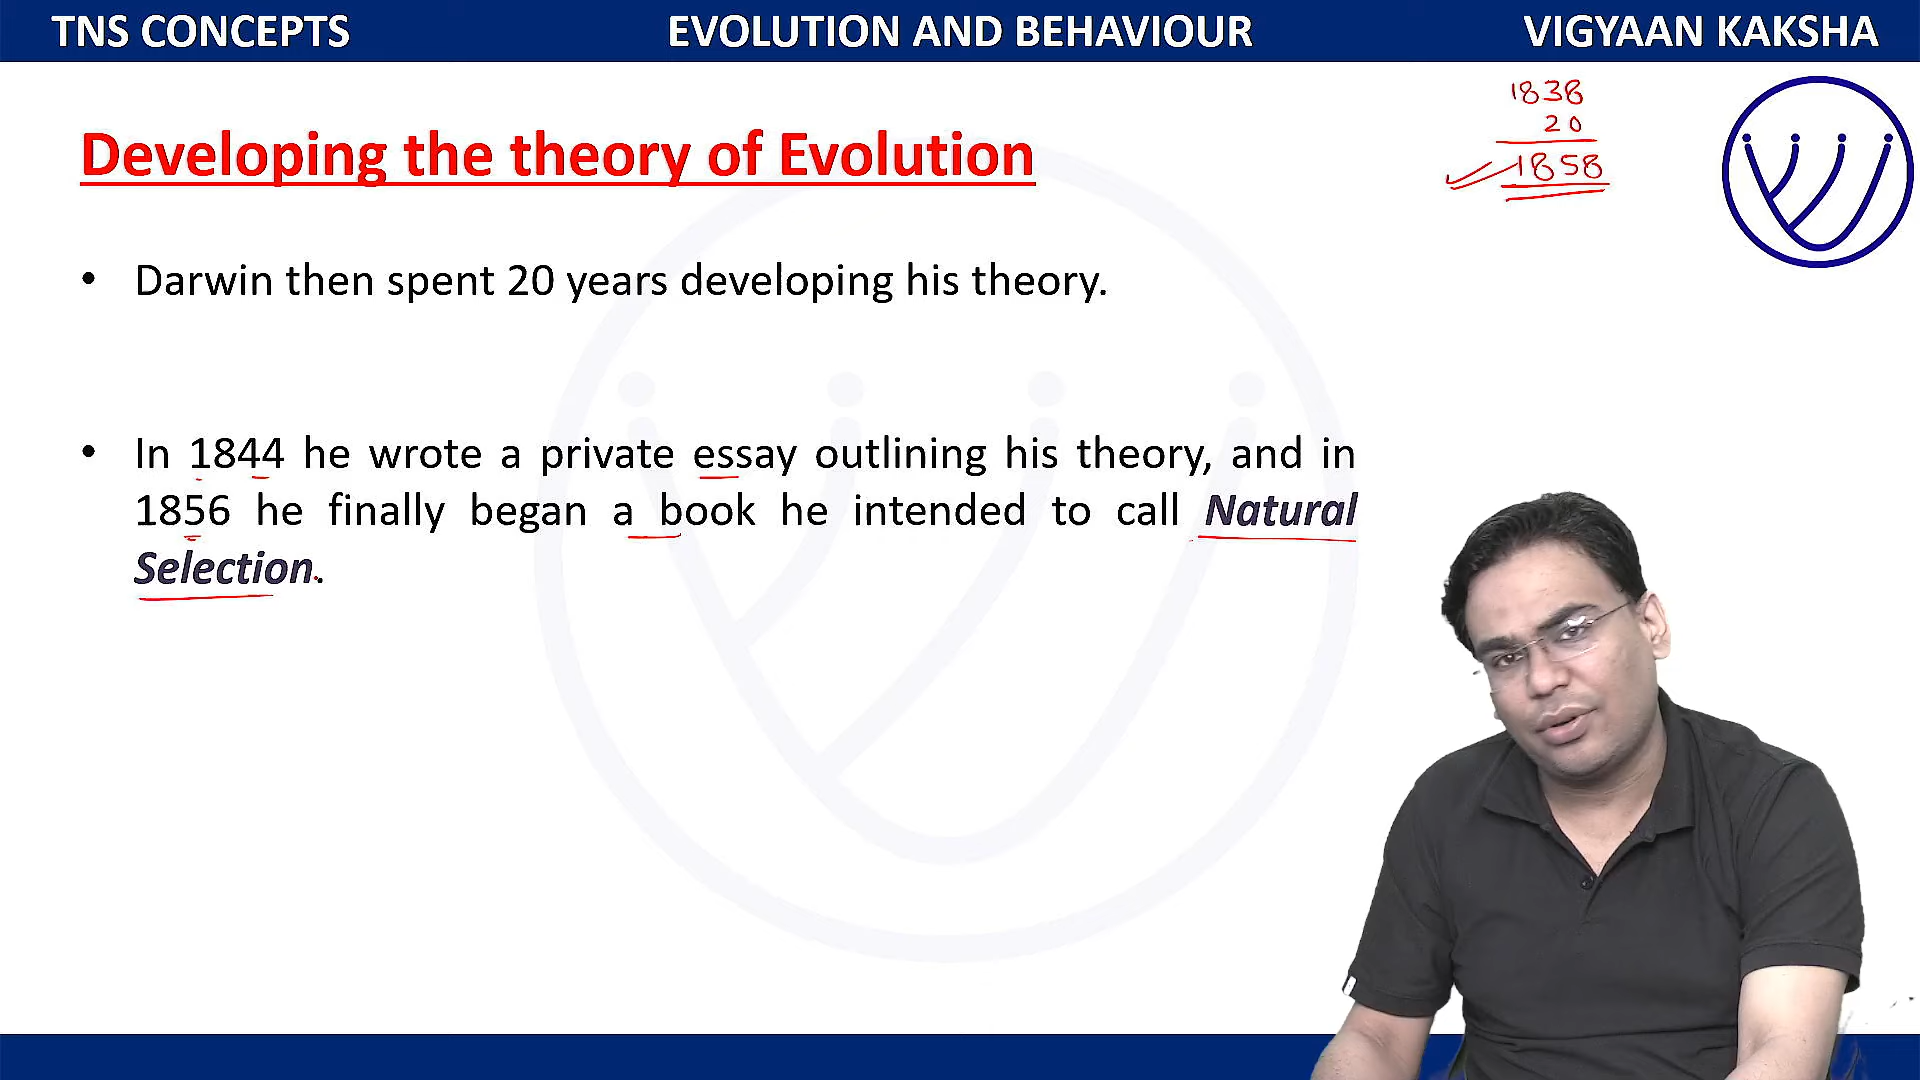 TNS CONCEPTS EVOLUTION AND BEHAVIOUR VIGYAAN KAKSHA
1838
20
1858
Developing the theory of Evolution
• Darwin then spent 20 years developing his theory.
• In 1844 he wrote a private essay outlining his theory, and in
1856 he finally began a book he intended to call Natural
Selection.